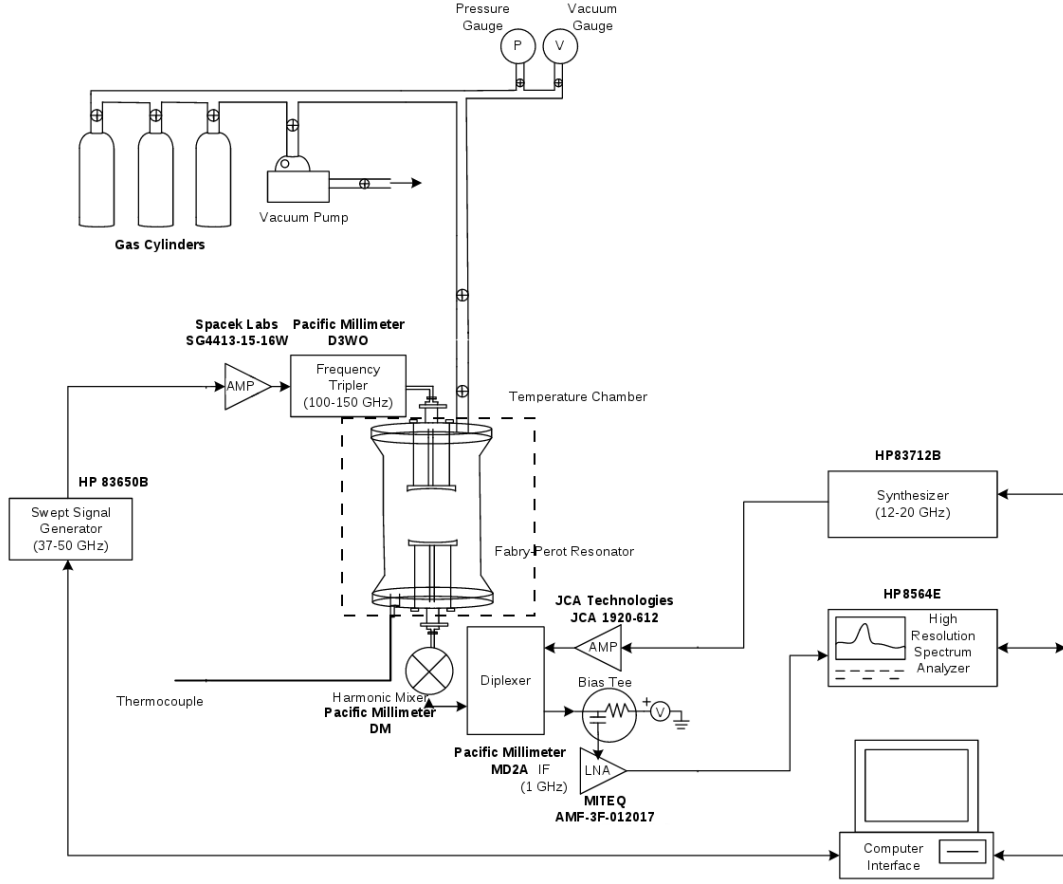 Pressure
Gauge
Vacuum
Gauge
P
V
Vacuum Pump
Gas Cylinders
Spacek Labs
SG4413-15-16W
Pacific Millimeter
D3WO
AMP
Frequency
Tripler
(100-150 GHz)
Temperature Chamber
HP 83650B
Swept Signal
Generator
(37-50 GHz)
HP83712B
Synthesizer
(12-20 GHz)
Fabry-Perot Resonator
JCA Technologies
JCA 1920-612
AMP
HP8564E
High
Resolution
Spectrum
Analyzer
Thermocouple
Harmonic Mixer
Pacific Millimeter
DM
Diplexer
Bias Tee
+
V
Pacific Millimeter
MD2A IF
(1 GHz)
LNA
MITEQ
AMF-3F-012017
Computer
Interface